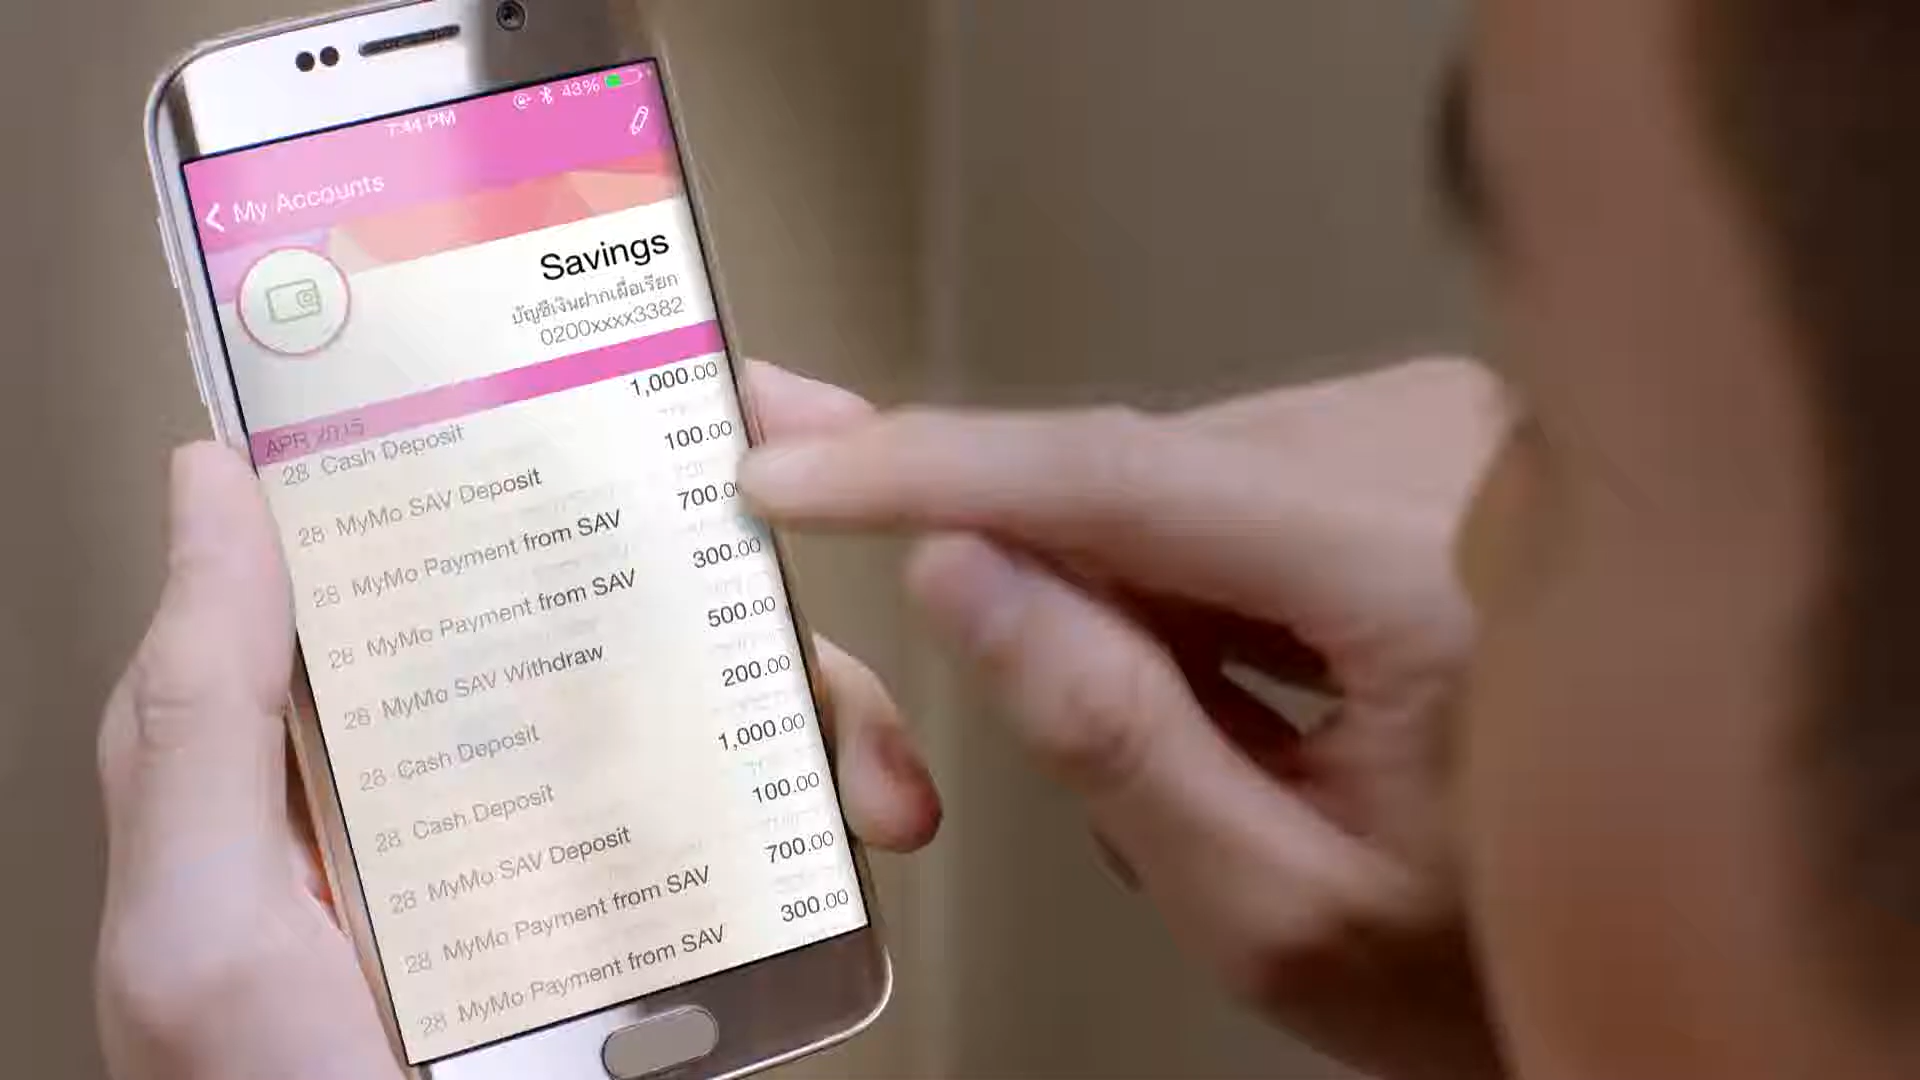 7:44 PM 43%
My Accounts
Savings
บัญชีเงินฝากเผื่อเรียก
0200xxxx3382
APR 2015
28 Cash Deposit 1,000.00
28 MyMo SAV Deposit 100.00
28 MyMo Payment from SAV 700.0
28 MyMo Payment from SAV 300.00
28 MyMo SAV Withdraw 500.00
28 Cash Deposit 200.00
28 Cash Deposit 1,000.00
28 MyMo SAV Deposit 100.00
28 MyMo Payment from SAV 700.00
28 MyMo Payment from SAV 300.00